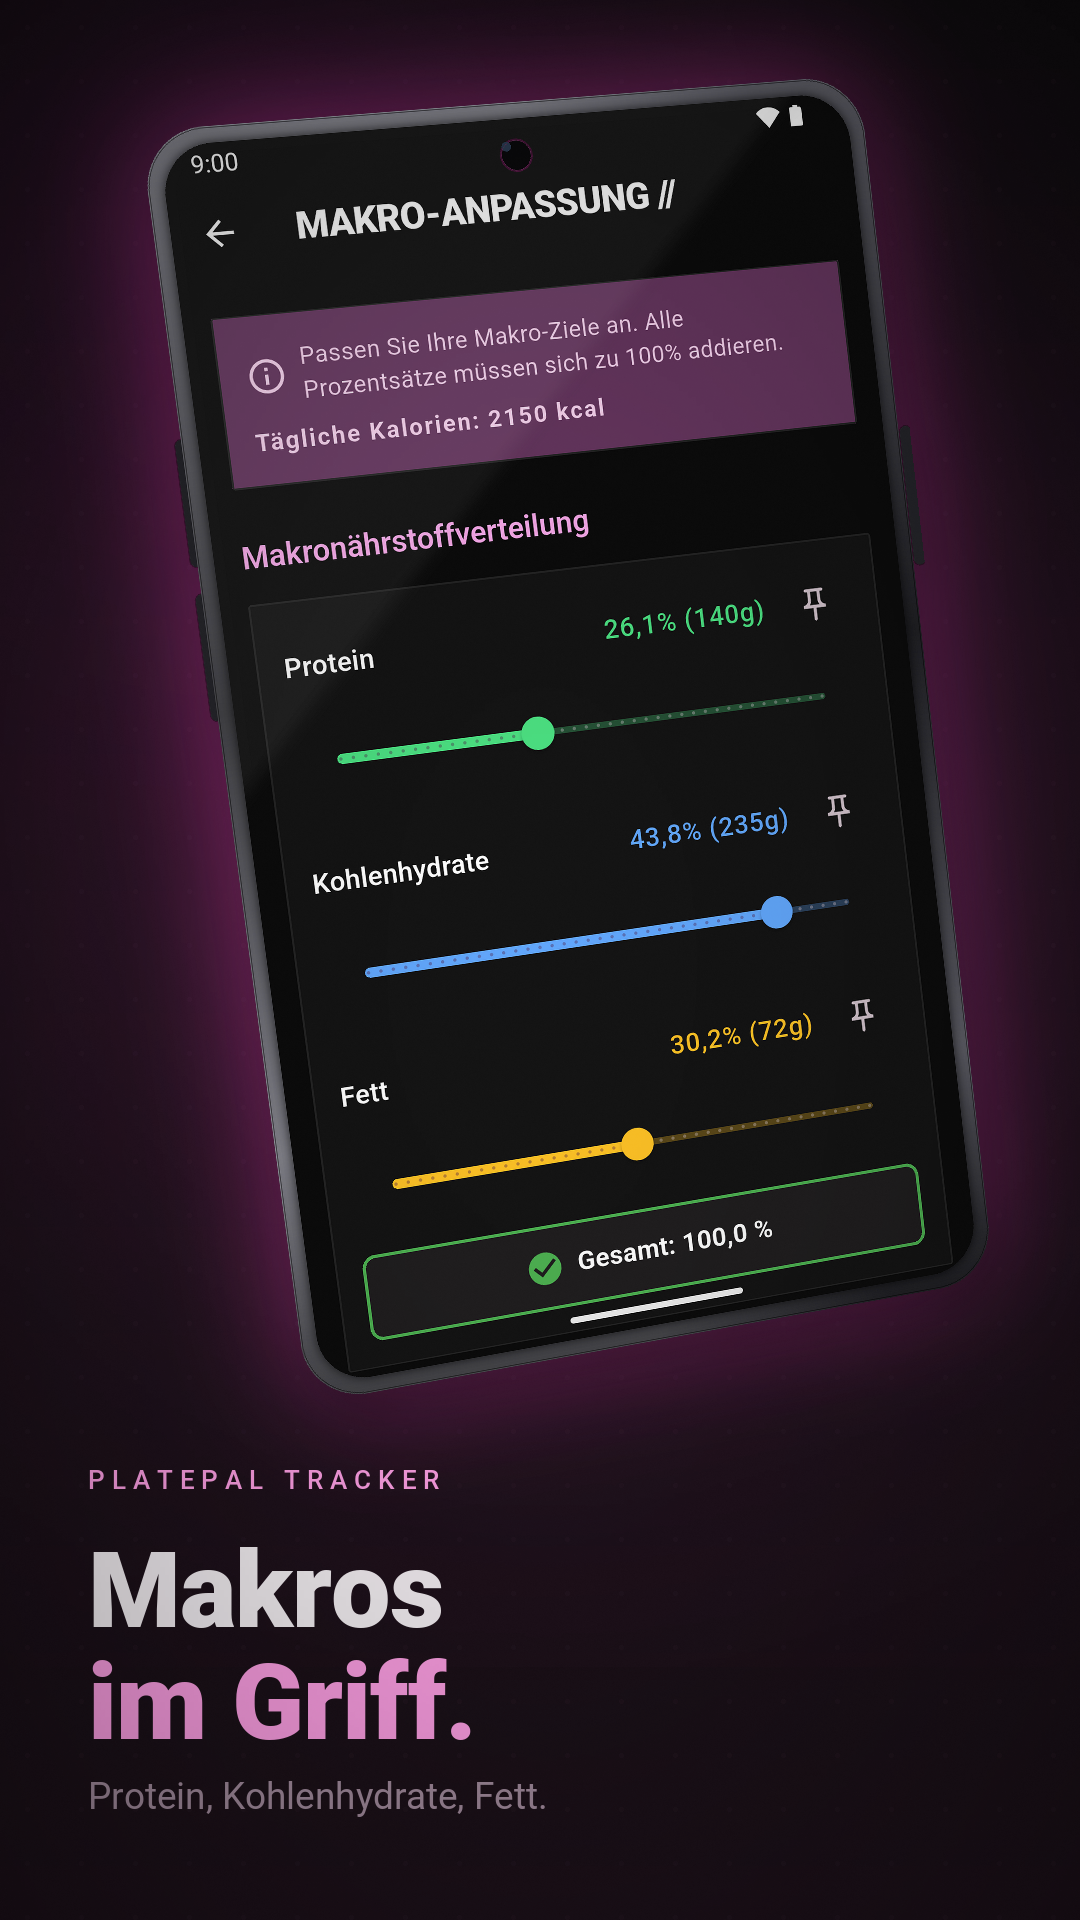 9:00
MAKRO-ANPASSUNG //
Passen Sie Ihre Makro-Ziele an. Alle
Prozentsätze müssen sich zu 100% addieren.
Tägliche Kalorien: 2150 kcal
Makronährstoffverteilung
Protein
26,1% (140g)
Kohlenhydrate
43,8% (235g)
Fett
30,2% (72g)
Gesamt: 100,0 %
PLATEPAL TRACKER
Makros
im Griff.
Protein, Kohlenhydrate, Fett.